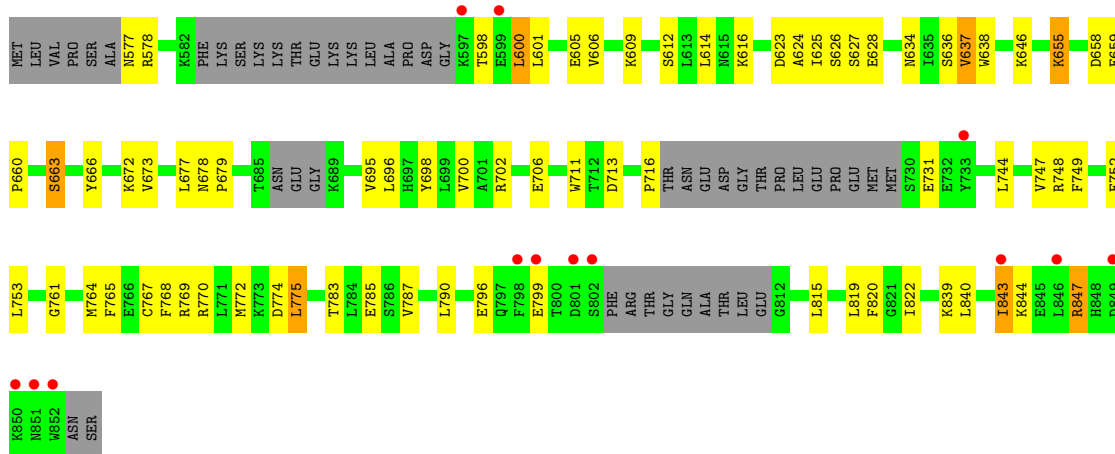 MET LEU VAL PRO SER ALA N577 R578 K582 PHE LYS SER LYS LYS THR GLU LYS LYS LEU ALA PRO ASP GLY K597 T598 E599 L600 L601 E605 V606 K609 S612 L613 L614 N615 K616 D623 A624 I625 S626 S627 E628 N634 I635 S636 V637 W638 K646 K655 D658
P660 S663 Y666 K672 V673 L677 N678 P679 T685 ASN GLU GLY K689 V695 L696 H697 Y698 L699 V700 A701 R702 E706 W711 T712 D713 P716 THR ASN GLU ASP GLY THR PRO LEU GLU PRO GLU MET MET S730 E731 E732 Y733 L744 V747 R748 F749
L753 G761 M764 F765 E766 C767 F768 R769 R770 L771 M772 K773 D774 L775 T783 L784 E785 S786 V787 L790 E796 Q797 F798 E799 T800 D801 S802 PHE ARG THR GLY GLN ALA THR LEU GLU G812 L815 L819 F820 G821 I822 K839 L840 I843 K844 E845 L846 R847 H848
K850 N851 W852 ASN SER